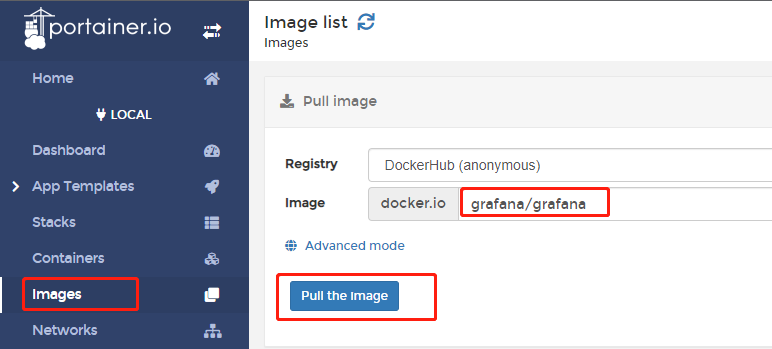 portainer.io
Home
LOCAL
Dashboard
App Templates
Stacks
Containers
Images
Networks
Image list
Images
Pull image
Registry
DockerHub (anonymous)
Image
docker.io
grafana/grafana
Advanced mode
Pull the image